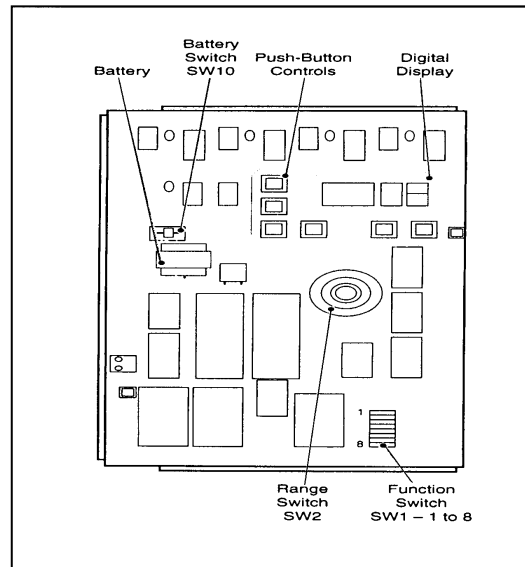 Battery
Battery
Switch
SW10
Push-Button
Controls
Digital
Display
1
8
Range
Switch
SW2
Function
Switch
SW1 – 1 to 8